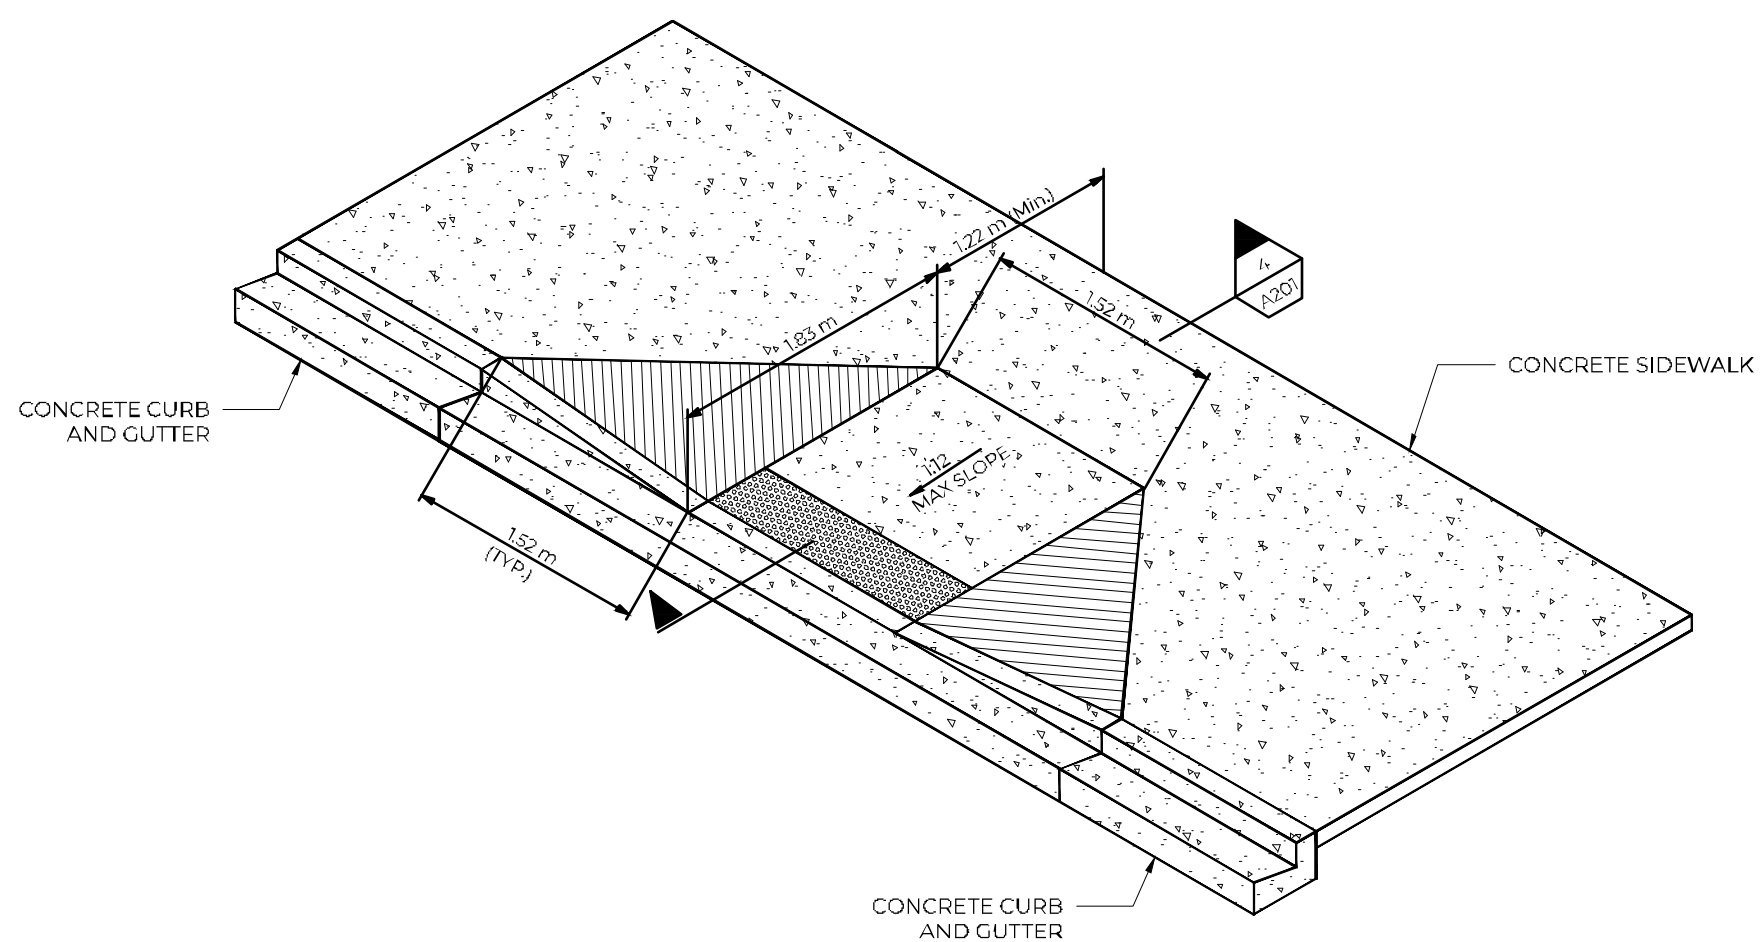 1.22 m (Min.)
1.52 m
4
A201
1.83 m
CONCRETE SIDEWALK
CONCRETE CURB
AND GUTTER
1:12
MAX SLOPE
1.52 m
(TYP.)
CONCRETE CURB
AND GUTTER